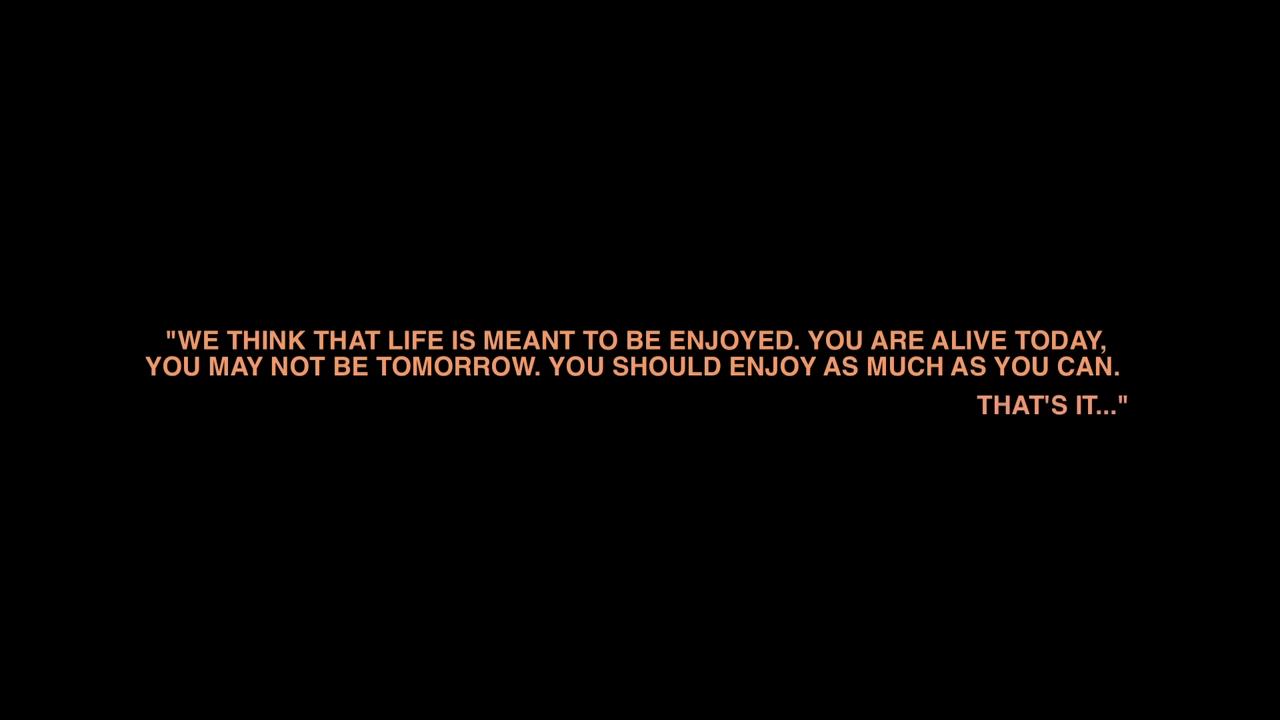 "WE THINK THAT LIFE IS MEANT TO BE ENJOYED. YOU ARE ALIVE TODAY,
YOU MAY NOT BE TOMORROW. YOU SHOULD ENJOY AS MUCH AS YOU CAN.
THAT'S IT..."